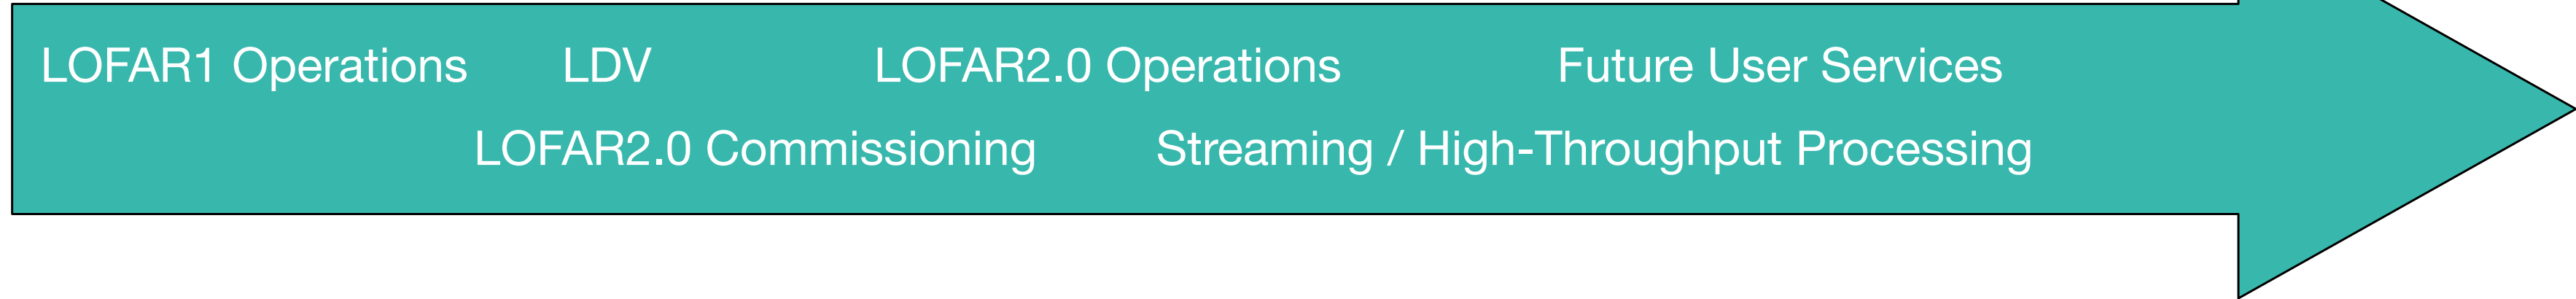 LOFAR1 Operations LDV LOFAR2.0 Operations Future User Services
LOFAR2.0 Commissioning Streaming / High-Throughput Processing